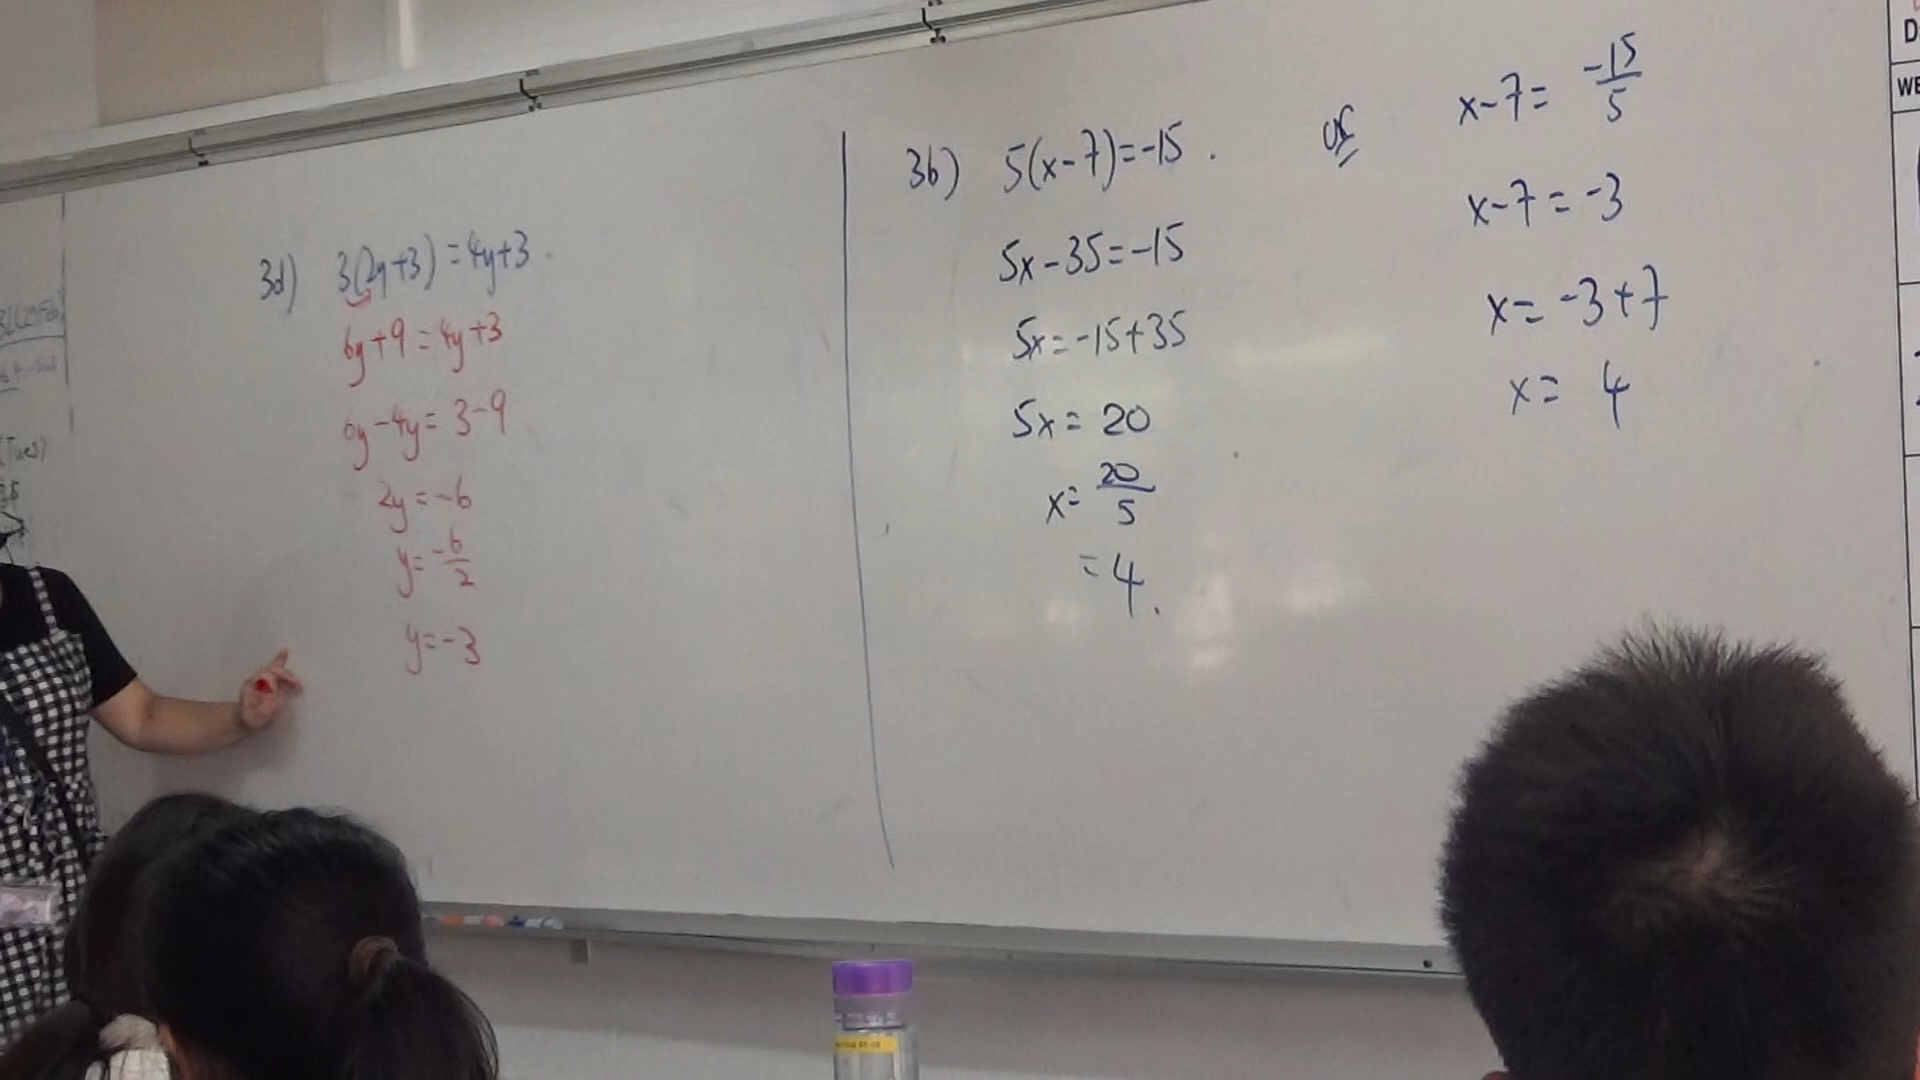 3d) 3(2y+3) = 4y+3
6y+9 = 4y+3
6y-4y = 3-9
2y = -6
y = -6/2
y = -3
3b) 5(x-7) = -15 .
5x-35 = -15
5x = -15+35
5x = 20
x = 20/5
= 4 .
or
x-7 = -15/5
x-7 = -3
x = -3+7
x = 4
(Tues)
D
WE